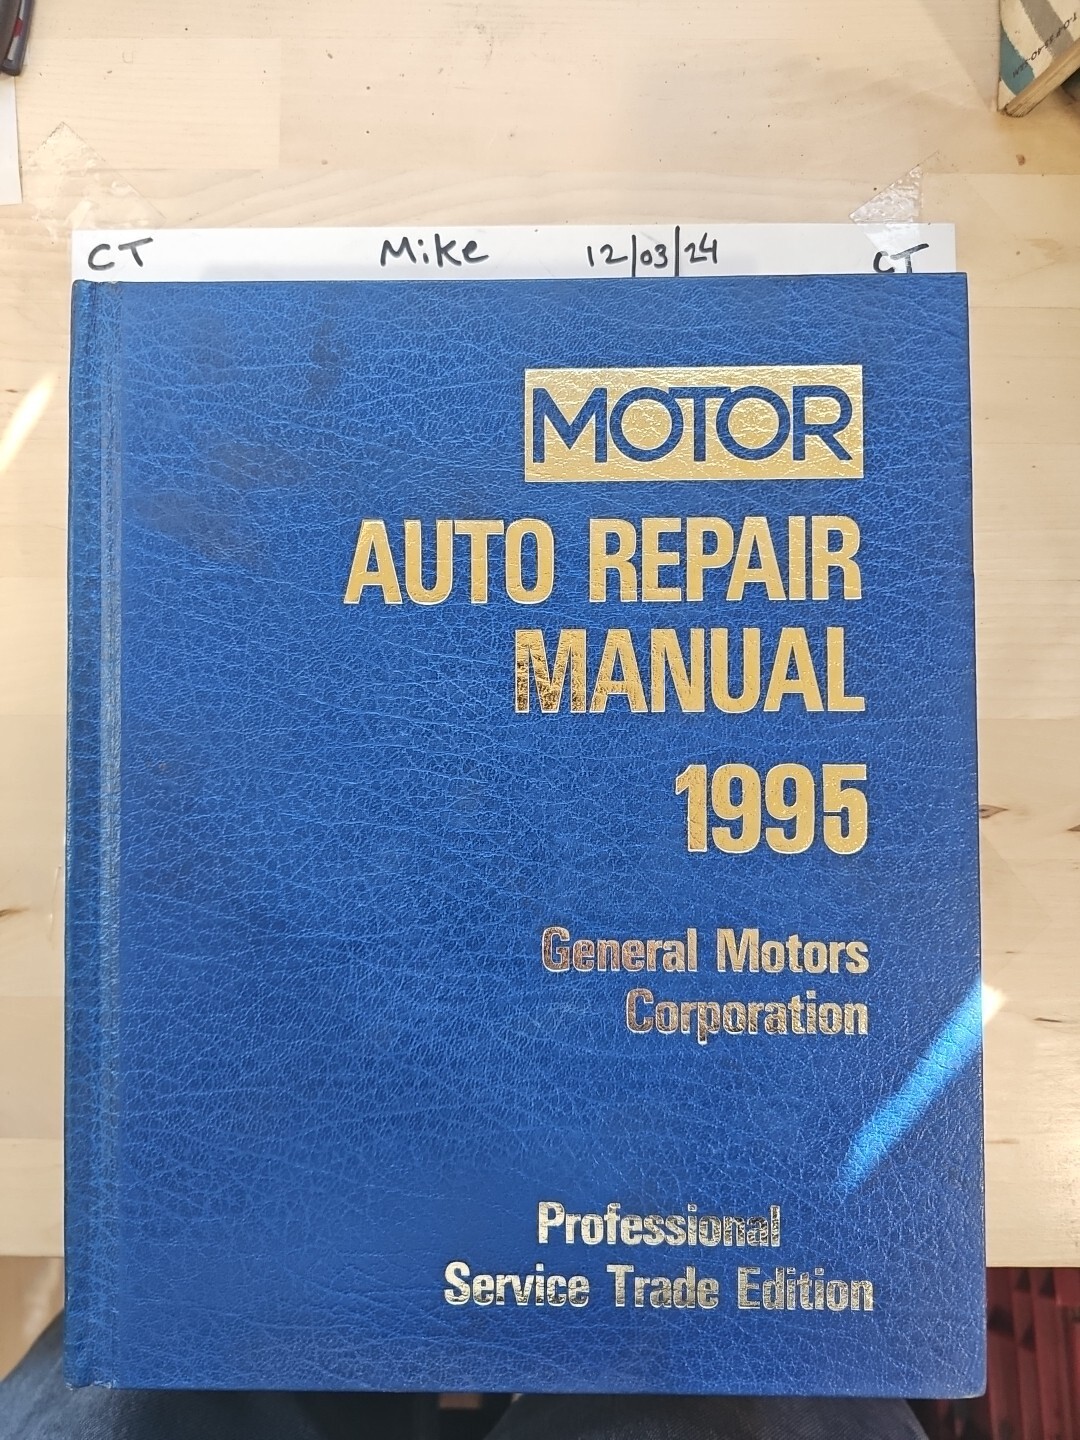 CT Mike 12/03/24 CT
MOTOR
AUTO REPAIR
MANUAL
1995
General Motors
Corporation
Professional
Service Trade Edition